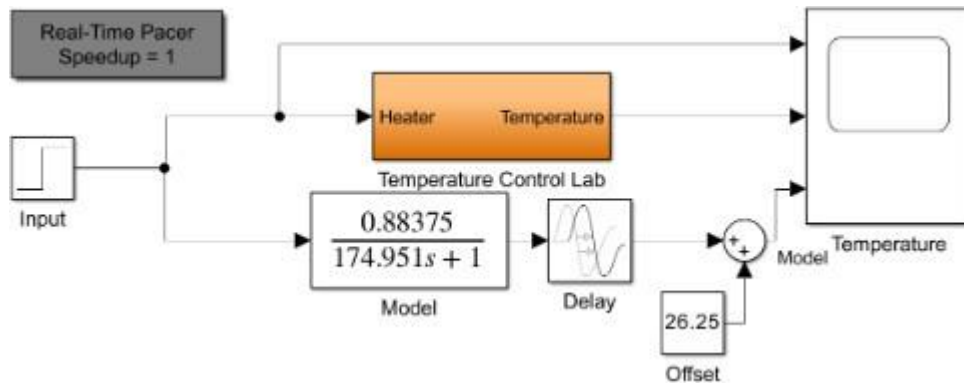 Real-Time Pacer
Speedup = 1
Heater
Temperature
Temperature Control Lab
Input
0.88375
174.951s + 1
Model
Delay
+
+
Model
Temperature
26.25
Offset